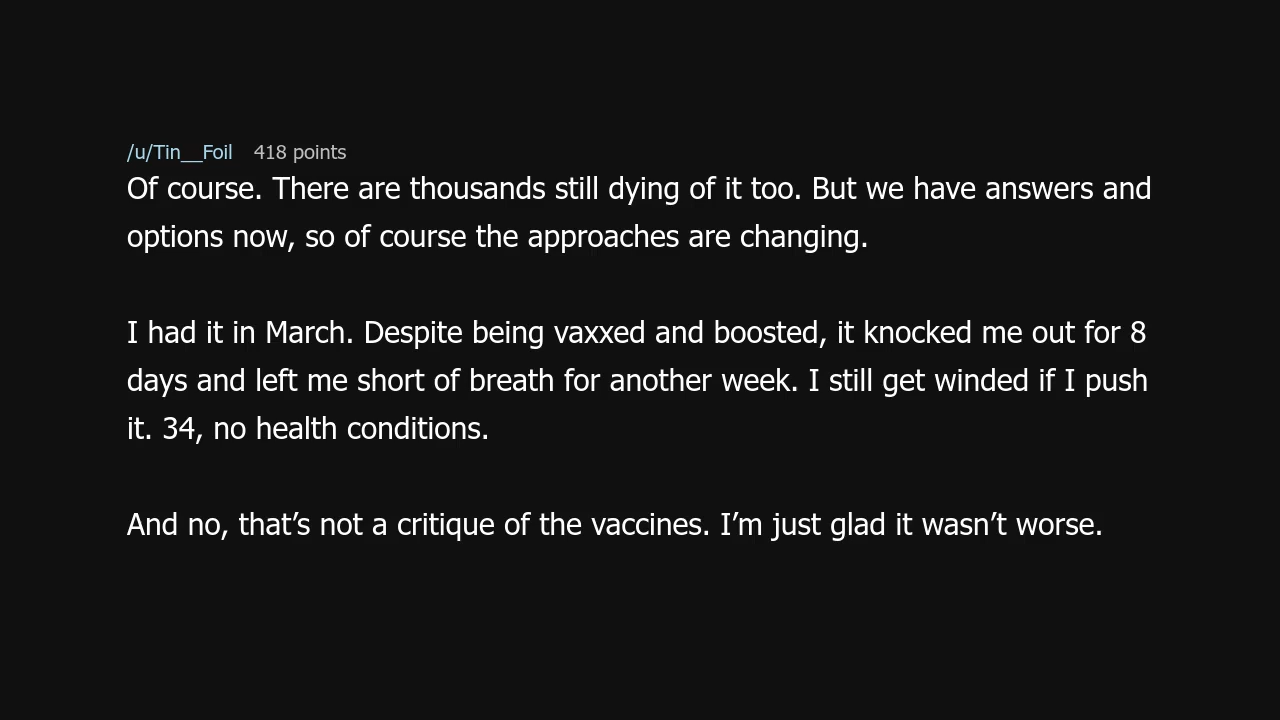 /u/Tin__Foil 418 points
Of course. There are thousands still dying of it too. But we have answers and
options now, so of course the approaches are changing.
I had it in March. Despite being vaxxed and boosted, it knocked me out for 8
days and left me short of breath for another week. I still get winded if I push
it. 34, no health conditions.
And no, that’s not a critique of the vaccines. I’m just glad it wasn’t worse.